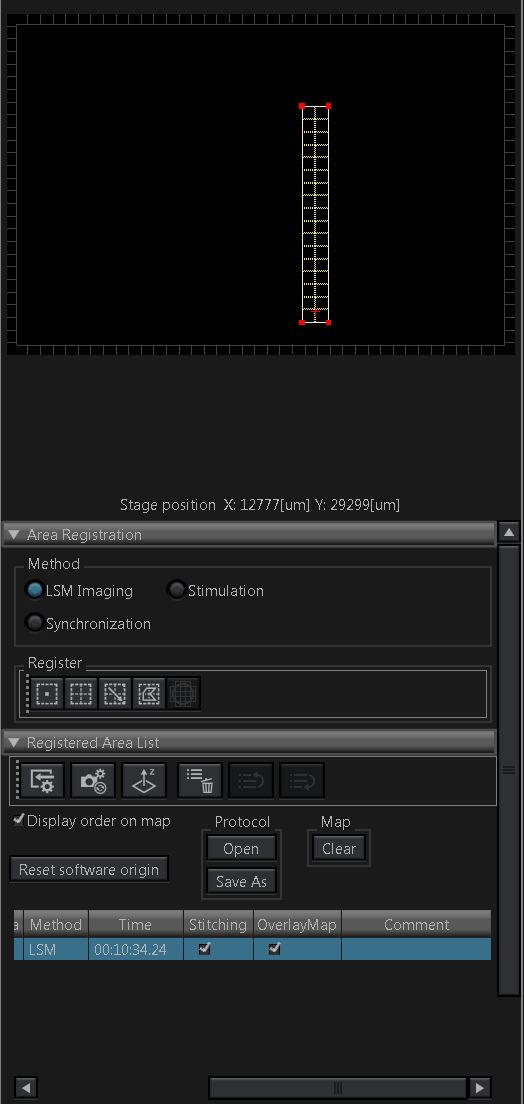 Stage position X: 12777[um] Y: 29299[um]
Area Registration
Method
LSM Imaging
Stimulation
Synchronization
Register
Registered Area List
Z
Display order on map
Protocol
Map
Open
Clear
Reset software origin
Save As
a Method Time Stitching OverlayMap Comment
LSM 00:10:34.24